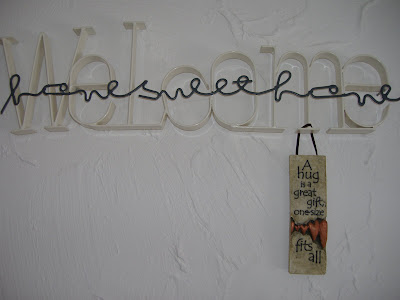 Welcome
home sweet home
A
hug
is a
great
gift,
one size
fits
all